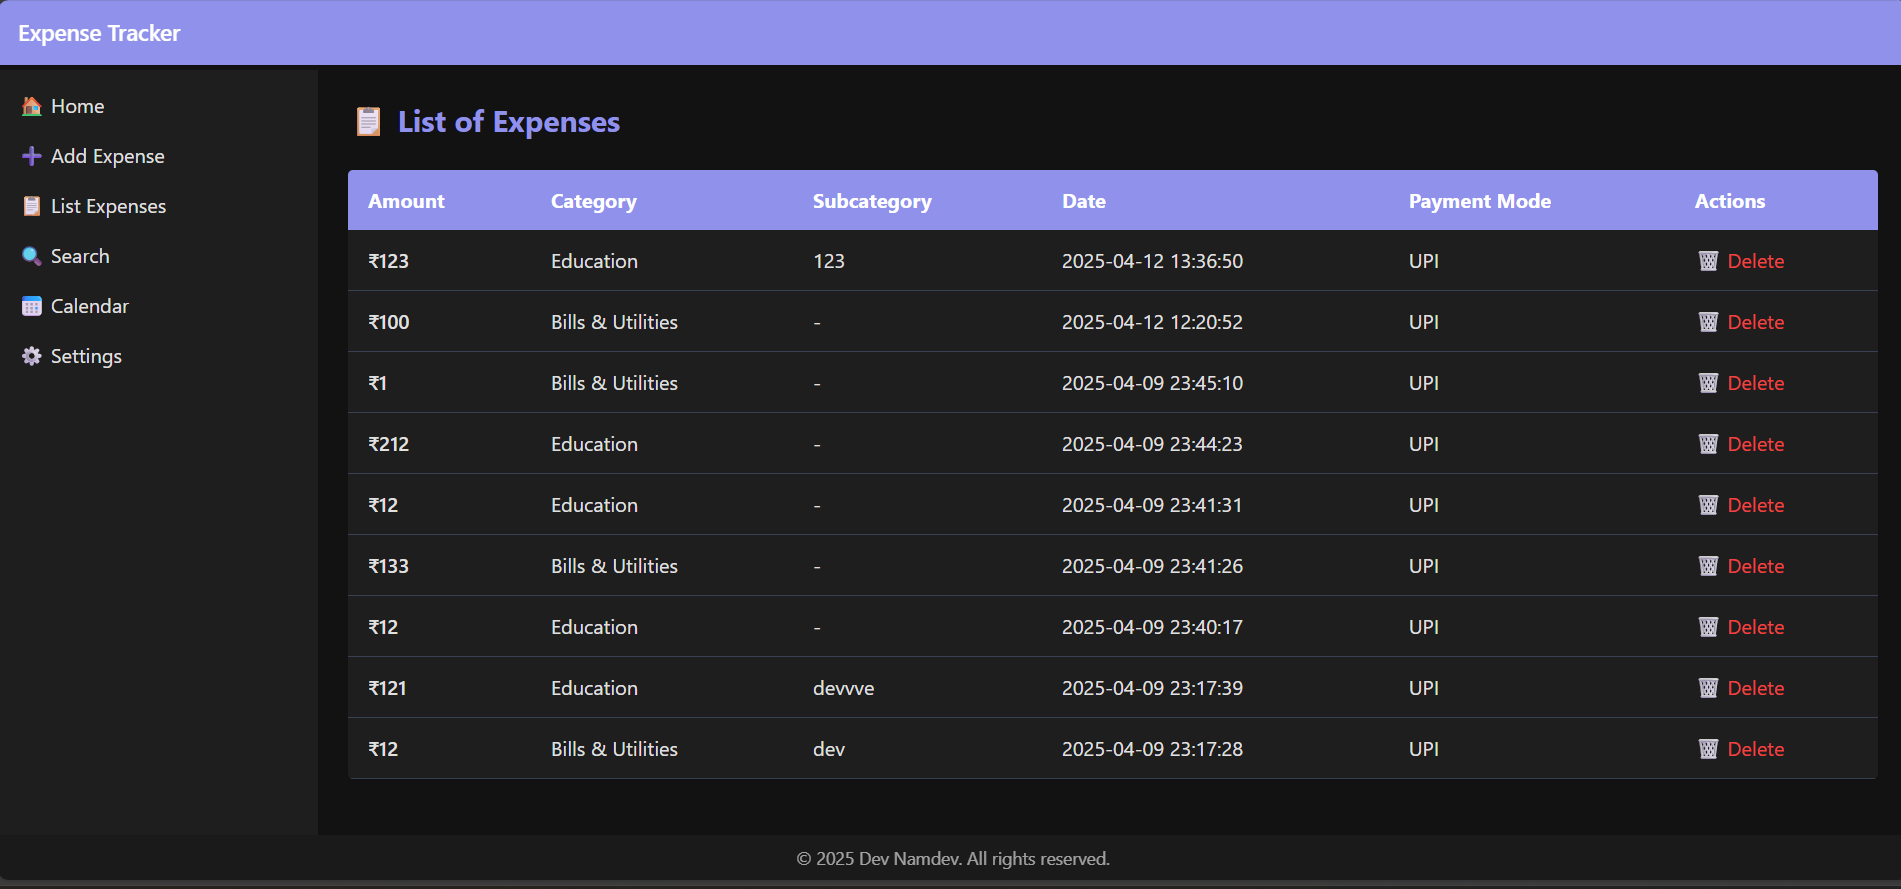 Expense Tracker
Home
Add Expense
List Expenses
Search
Calendar
Settings
List of Expenses
Amount Category Subcategory Date Payment Mode Actions
₹123 Education 123 2025-04-12 13:36:50 UPI Delete
₹100 Bills & Utilities - 2025-04-12 12:20:52 UPI Delete
₹1 Bills & Utilities - 2025-04-09 23:45:10 UPI Delete
₹212 Education - 2025-04-09 23:44:23 UPI Delete
₹12 Education - 2025-04-09 23:41:31 UPI Delete
₹133 Bills & Utilities - 2025-04-09 23:41:26 UPI Delete
₹12 Education - 2025-04-09 23:40:17 UPI Delete
₹121 Education devvve 2025-04-09 23:17:39 UPI Delete
₹12 Bills & Utilities dev 2025-04-09 23:17:28 UPI Delete
© 2025 Dev Namdev. All rights reserved.